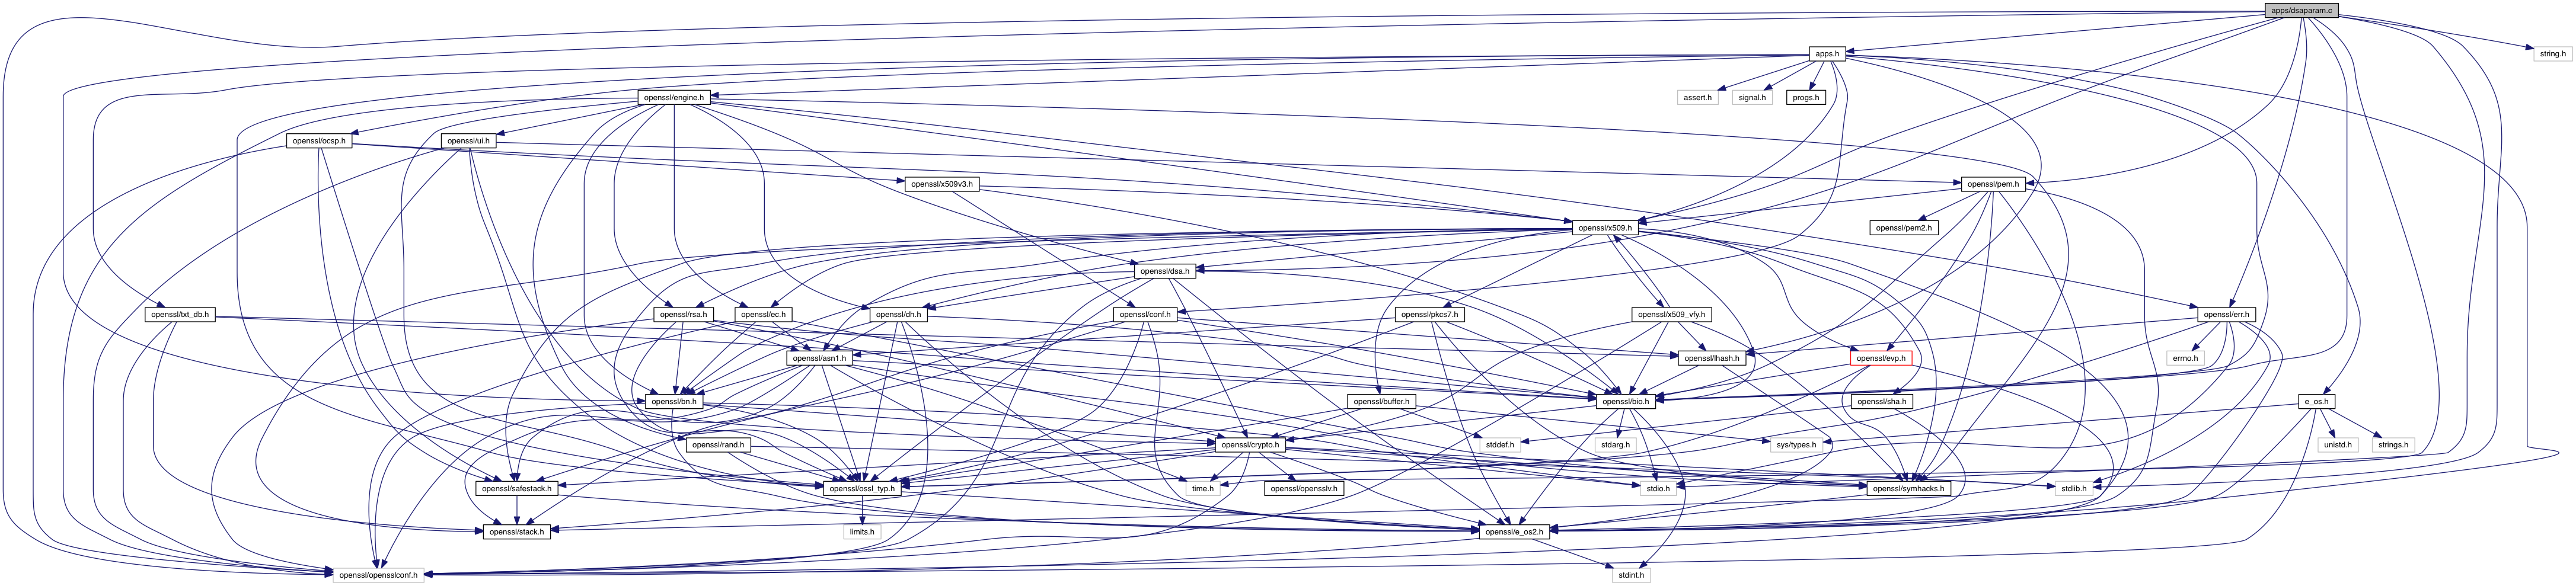 apps/dsaparam.c
apps.h
string.h
openssl/engine.h
assert.h
signal.h
progs.h
openssl/ocsp.h
openssl/ui.h
openssl/x509v3.h
openssl/pem.h
openssl/x509.h
openssl/pem2.h
openssl/dsa.h
openssl/txt_db.h
openssl/rsa.h
openssl/ec.h
openssl/dh.h
openssl/conf.h
openssl/pkcs7.h
openssl/x509_vfy.h
openssl/err.h
openssl/asn1.h
openssl/lhash.h
openssl/evp.h
errno.h
openssl/bn.h
openssl/buffer.h
openssl/bio.h
openssl/sha.h
e_os.h
openssl/rand.h
openssl/crypto.h
stddef.h
stdarg.h
sys/types.h
unistd.h
strings.h
openssl/safestack.h
openssl/ossl_typ.h
time.h
openssl/opensslv.h
stdio.h
openssl/symhacks.h
stdlib.h
openssl/stack.h
limits.h
openssl/e_os2.h
openssl/opensslconf.h
stdint.h